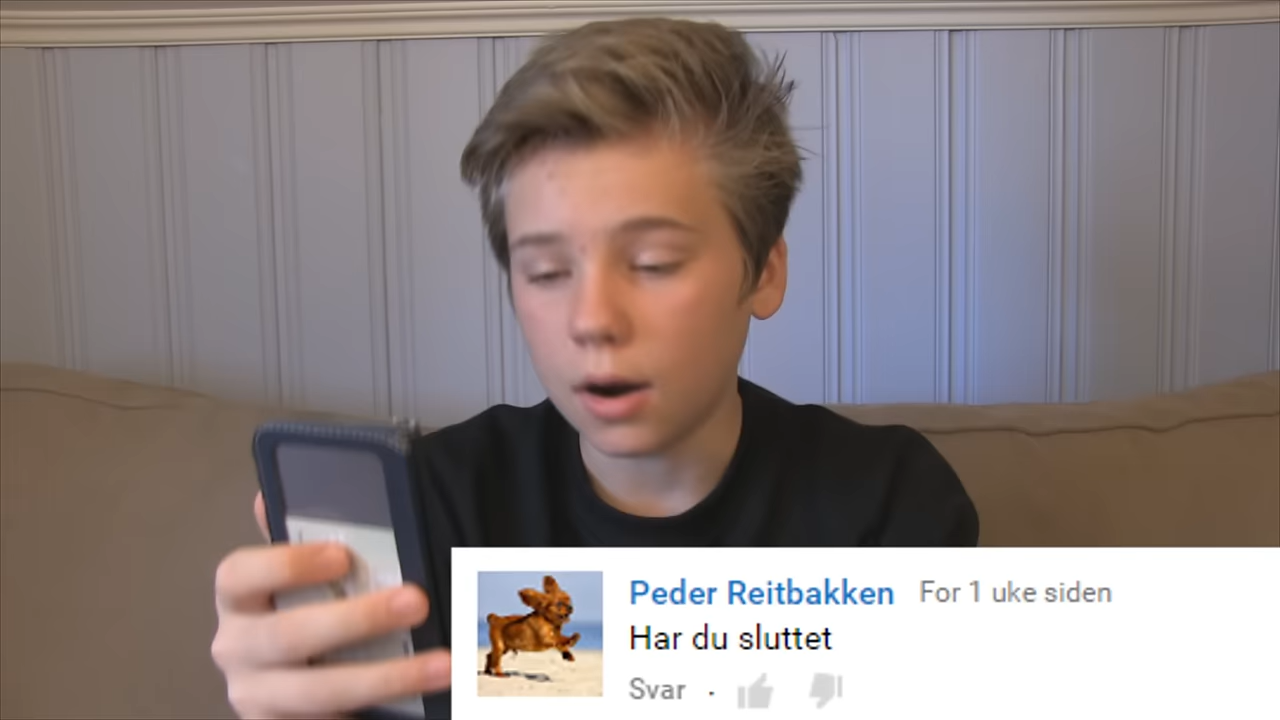 Peder Reitbakken For 1 uke siden
Har du sluttet
Svar ·